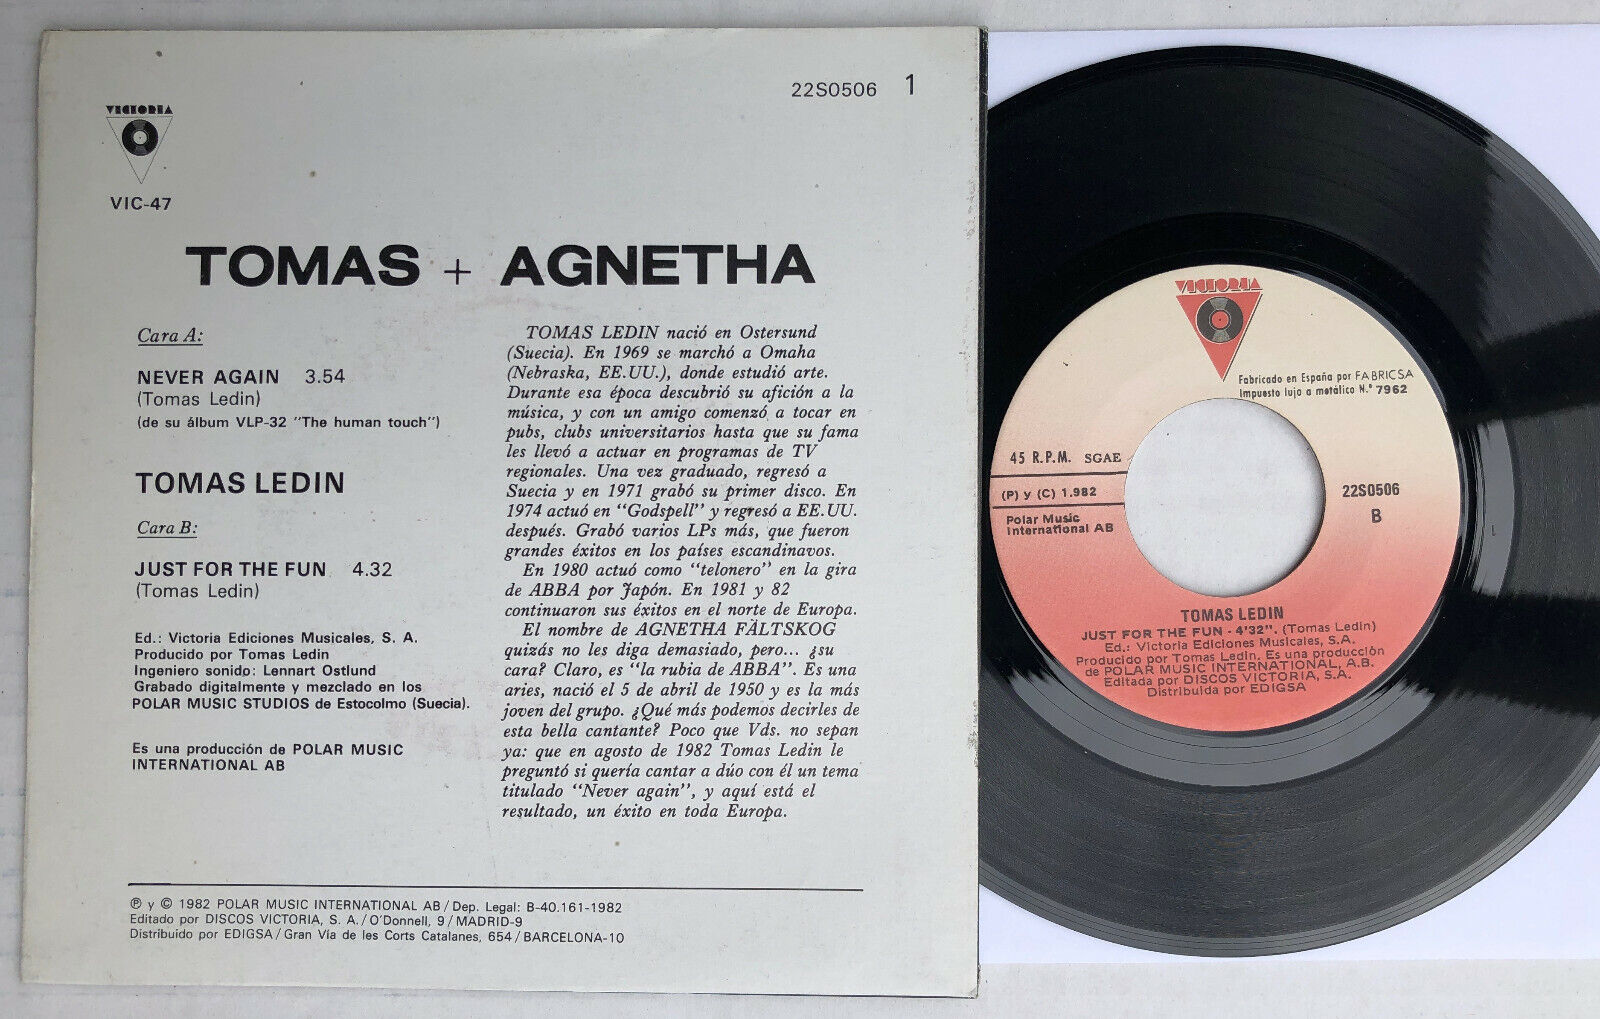 22S0506 1
VICTORIA
VIC-47
TOMAS + AGNETHA
Cara A:
NEVER AGAIN 3.54
(Tomas Ledin)
(de su álbum VLP-32 "The human touch")
TOMAS LEDIN
Cara B:
JUST FOR THE FUN 4.32
(Tomas Ledin)
Ed.: Victoria Ediciones Musicales, S. A.
Producido por Tomas Ledin
Ingeniero sonido: Lennart Ostlund
Grabado digitalmente y mezclado en los
POLAR MUSIC STUDIOS de Estocolmo (Suecia).
Es una producción de POLAR MUSIC
INTERNATIONAL AB
TOMAS LEDIN nació en Ostersund
(Suecia). En 1969 se marchó a Omaha
(Nebraska, EE.UU.), donde estudió arte.
Durante esa época descubrió su afición a la
música, y con un amigo comenzó a tocar en
pubs, clubs universitarios hasta que su fama
les llevó a actuar en programas de TV
regionales. Una vez graduado, regresó a
Suecia y en 1971 grabó su primer disco. En
1974 actuó en "Godspell" y regresó a EE.UU.
después. Grabó varios LPs más, que fueron
grandes éxitos en los países escandinavos.
En 1980 actuó como "telonero" en la gira
de ABBA por Japón. En 1981 y 82
continuaron sus éxitos en el norte de Europa.
El nombre de AGNETHA FÄLTSKOG
quizás no les diga demasiado, pero... ¿su
cara? Claro, es "la rubia de ABBA". Es una
aries, nació el 5 de abril de 1950 y es la más
joven del grupo. ¿Qué más podemos decirles de
esta bella cantante? Poco que Vds. no sepan
ya: que en agosto de 1982 Tomas Ledin le
preguntó si quería cantar a dúo con él un tema
titulado "Never again", y aquí está el
resultado, un éxito en toda Europa.
℗ y © 1982 POLAR MUSIC INTERNATIONAL AB / Dep. Legal: B-40.161-1982
Editado por DISCOS VICTORIA, S. A. / O'Donnell, 9 / MADRID-9
Distribuido por EDIGSA / Gran Vía de les Corts Catalanes, 654 / BARCELONA-10
VICTORIA
Fabricado en España por FABRICSA
Impuesto lujo a metálico N.° 7962
45 R.P.M. SGAE
(P) y (C) 1.982
Polar Music
International AB
22S0506
B
TOMAS LEDIN
JUST FOR THE FUN - 4'32". (Tomas Ledin)
Ed.: Victoria Ediciones Musicales, S.A.
Producido por Tomas Ledin. Es una producción
de POLAR MUSIC INTERNATIONAL, A.B.
Editada por DISCOS VICTORIA, S.A.
Distribuida por EDIGSA